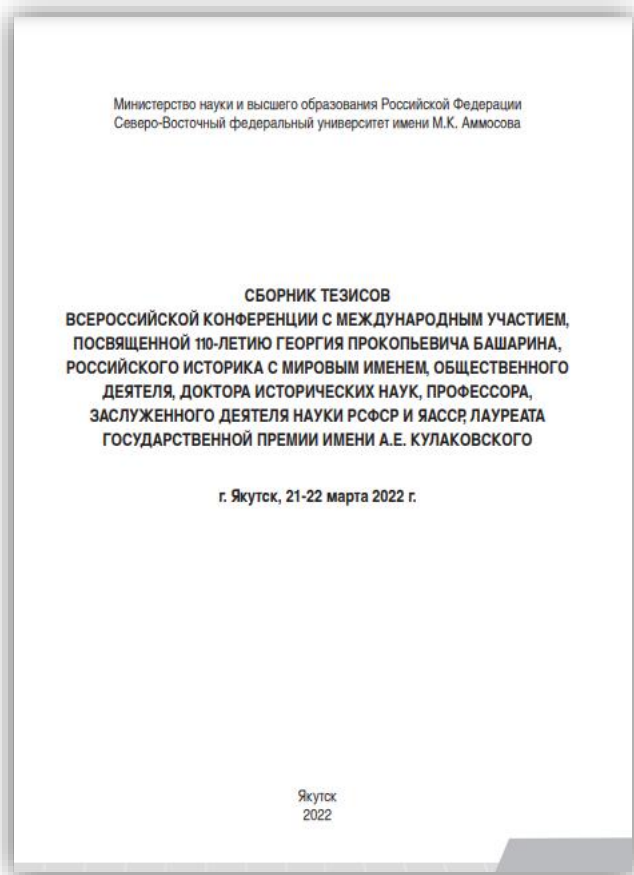 Министерство науки и высшего образования Российской Федерации
Северо-Восточный федеральный университет имени М.К. Аммосова
СБОРНИК ТЕЗИСОВ
ВСЕРОССИЙСКОЙ КОНФЕРЕНЦИИ С МЕЖДУНАРОДНЫМ УЧАСТИЕМ,
ПОСВЯЩЕННОЙ 110-ЛЕТИЮ ГЕОРГИЯ ПРОКОПЬЕВИЧА БАШАРИНА,
РОССИЙСКОГО ИСТОРИКА С МИРОВЫМ ИМЕНЕМ, ОБЩЕСТВЕННОГО
ДЕЯТЕЛЯ, ДОКТОРА ИСТОРИЧЕСКИХ НАУК, ПРОФЕССОРА,
ЗАСЛУЖЕННОГО ДЕЯТЕЛЯ НАУКИ РСФСР И ЯАССР, ЛАУРЕАТА
ГОСУДАРСТВЕННОЙ ПРЕМИИ ИМЕНИ А.Е. КУЛАКОВСКОГО
г. Якутск, 21-22 марта 2022 г.
Якутск
2022